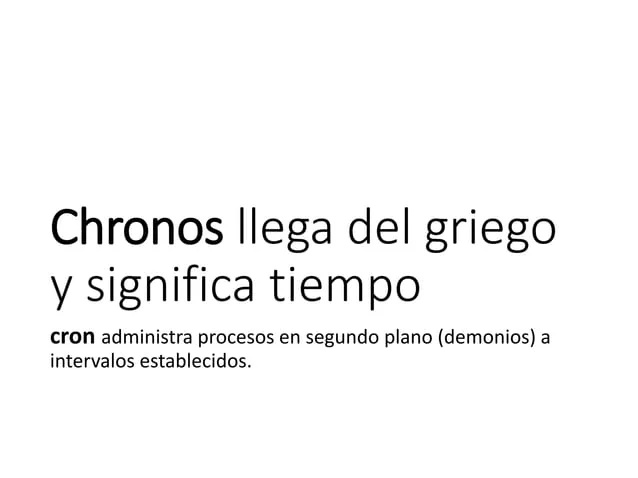 Chronos llega del griego
y significa tiempo
cron administra procesos en segundo plano (demonios) a
intervalos establecidos.